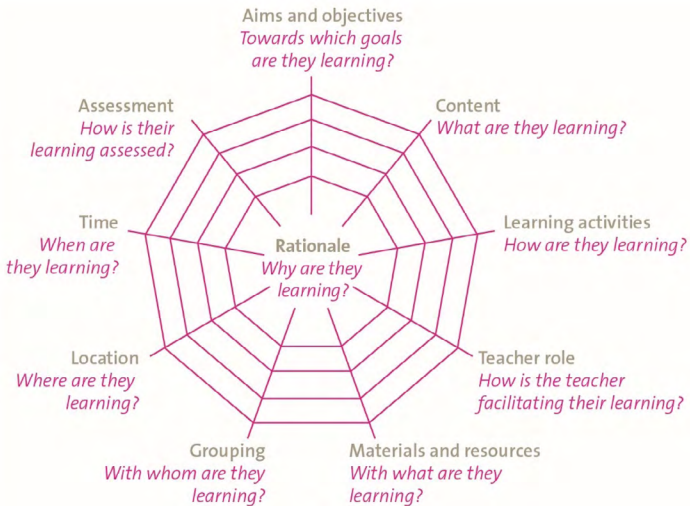 Aims and objectives
Towards which goals
are they learning?
Assessment
How is their
learning assessed?
Content
What are they learning?
Time
When are
they learning?
Rationale
Why are they
learning?
Learning activities
How are they learning?
Location
Where are they
learning?
Teacher role
How is the teacher
facilitating their learning?
Grouping
With whom are they
learning?
Materials and resources
With what are they
learning?